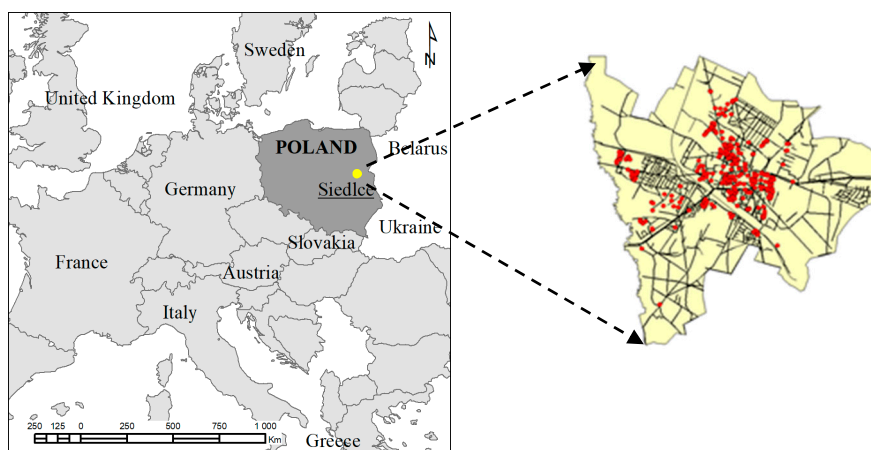 Sweden
N
United Kingdom
POLAND
Belarus
Germany
Siedlce
Ukraine
Slovakia
France
Austria
Italy
250 125 0 250 500 750 1 000
Km
Greece